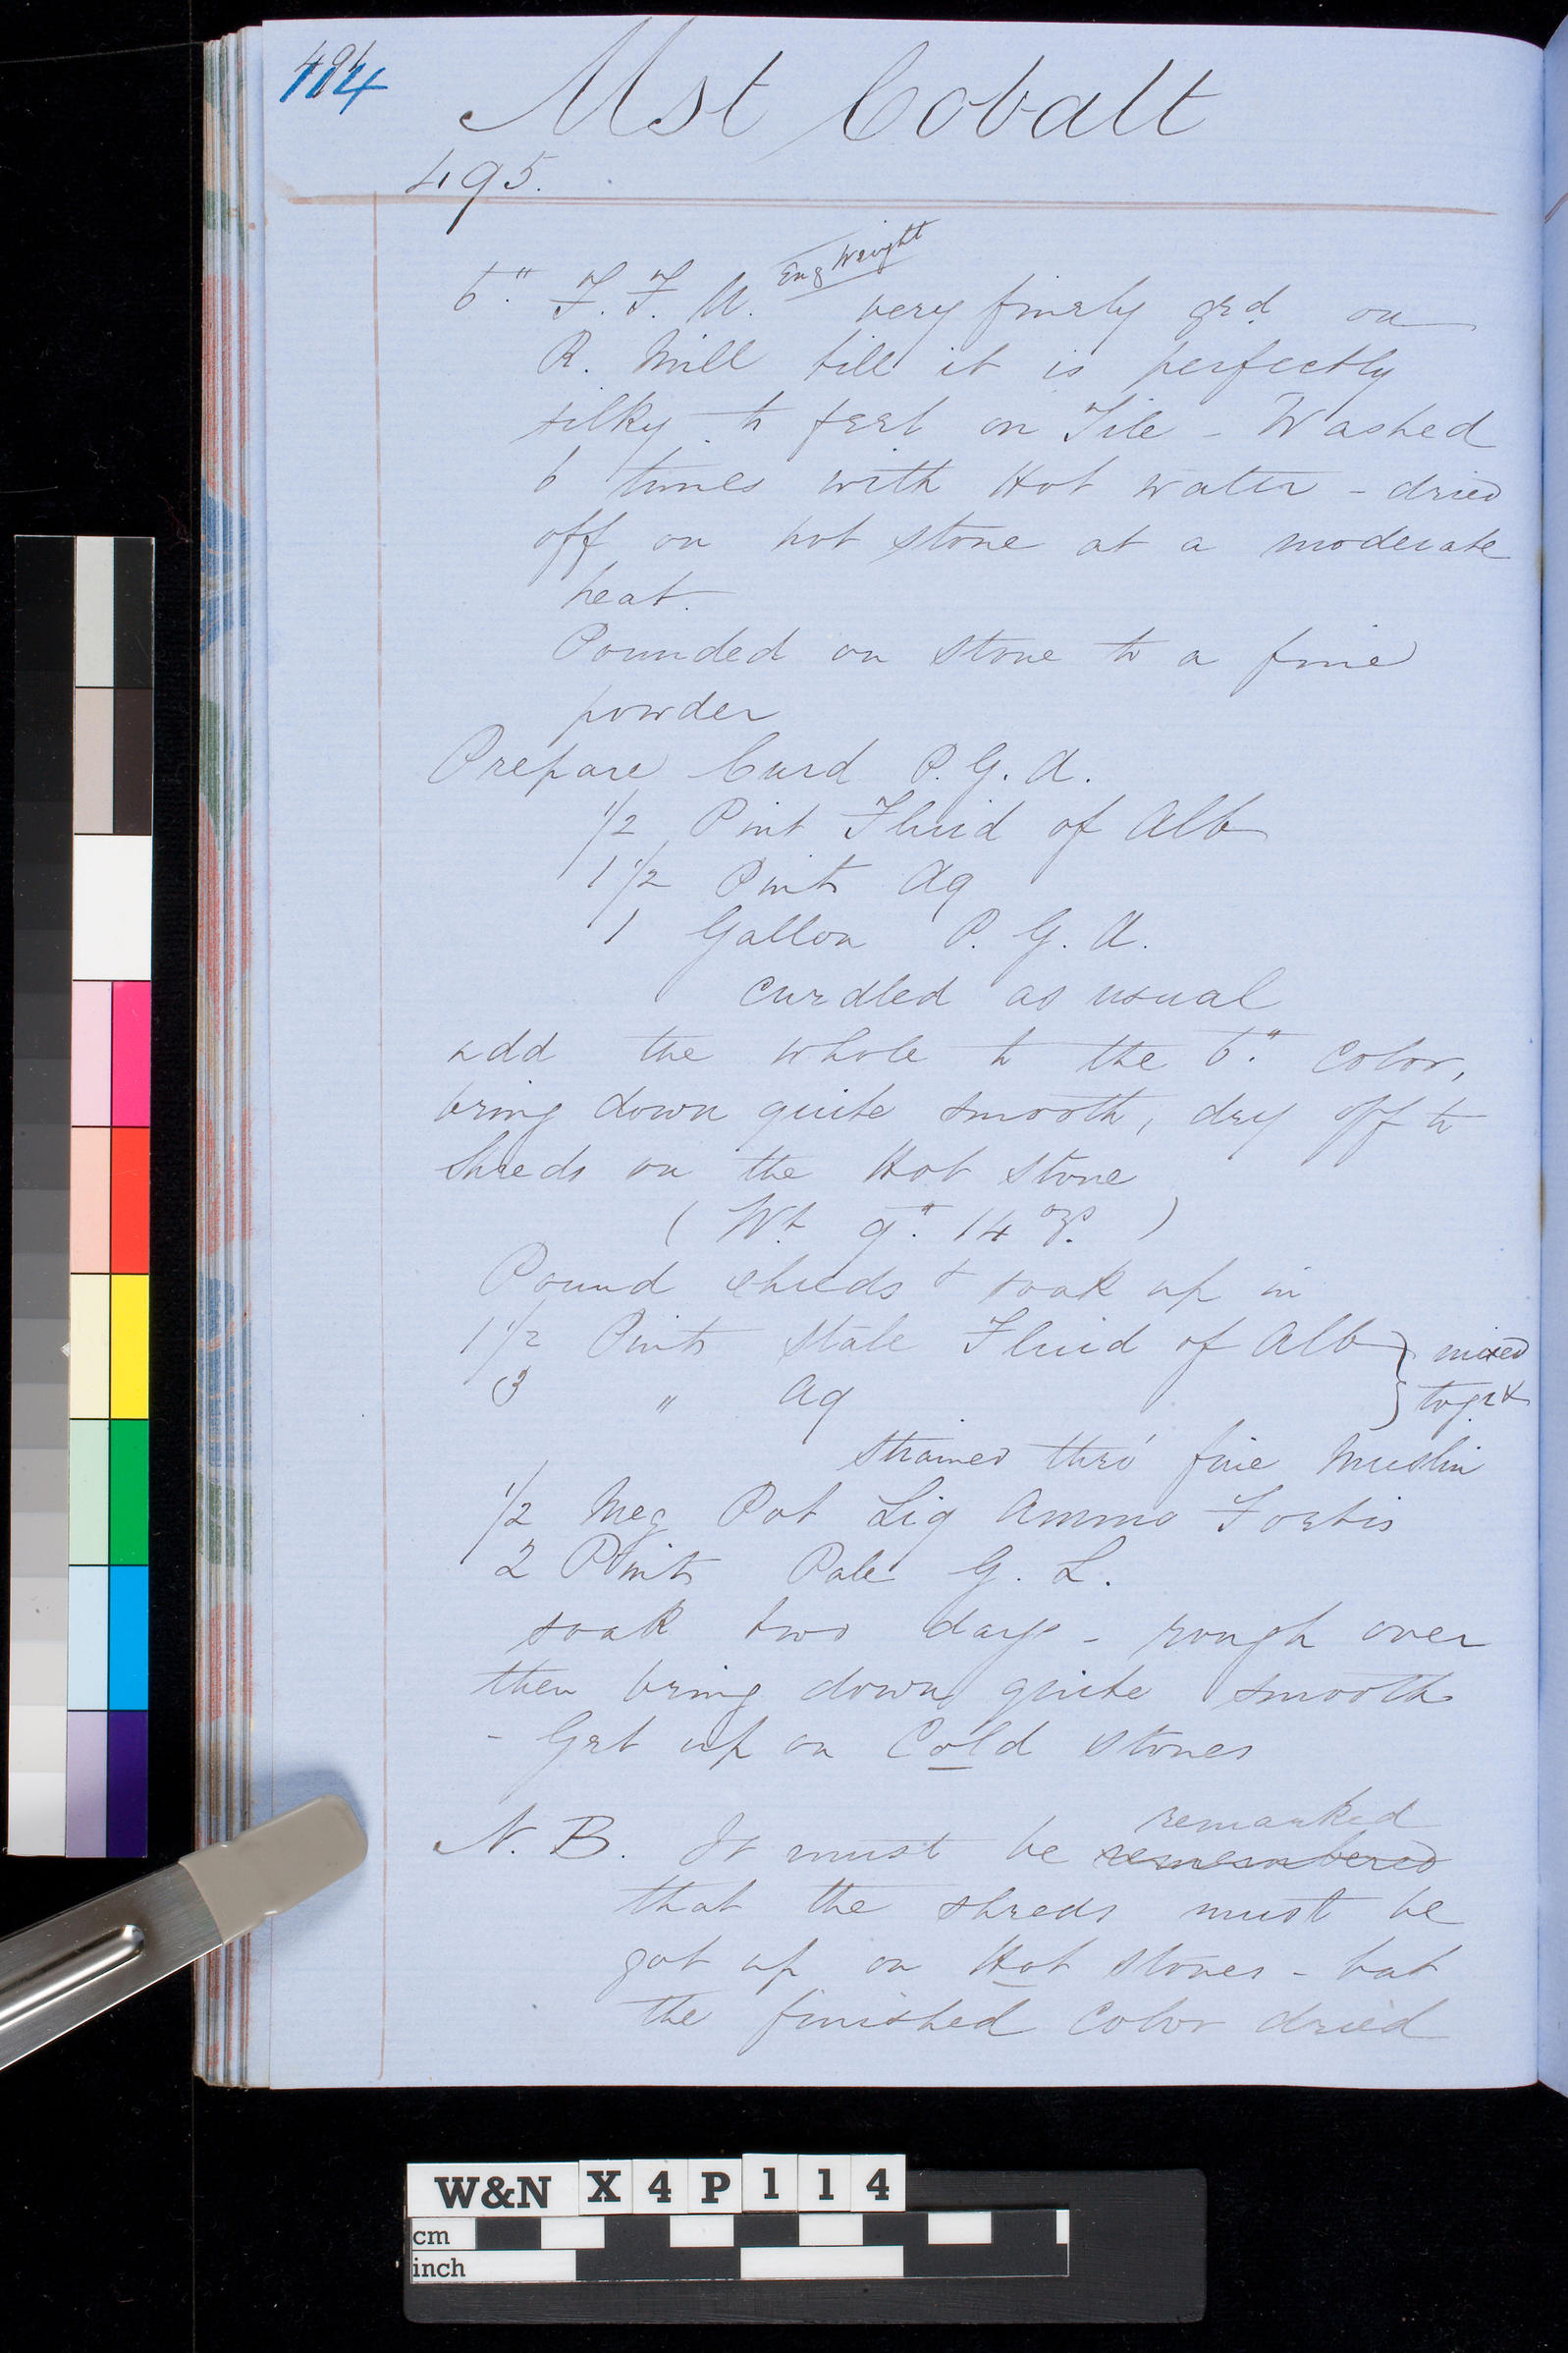 114
Mst Cobalt
495.
6." F. F. U. Eng Weight very finely grd on
R. Mill till it is perfectly
silky to feel on Tile - Washed
6 times with Hot water - dried
off on hot stone at a moderate
heat.
Pounded on stone to a fine
powder
Prepare Curd P. G. A.
1/2 Pint Fluid of Alb
1 1/2 Pints Aq
1 Gallon P. G. A.
curdled as usual
add the whole to the 6." color,
bring down quite smooth, dry off to
shreds on the Hot stone
( Wt. 9." 14 ozs. )
Pound shreds & soak up in
1 1/2 Pints stale Fluid of Alb } mixed
3 " Aq } toget
strained thro' fine Muslin
1/2 Meg Pot Liq Ammo Fortis
2 Pints Pale G. L.
soak two days - rough over
then bring down quite smooth
- Get up on Cold stones
remarked
N. B. It must be remembered
that the shreds must be
got up on Hot stones - but
the finished color dried
W&N X 4 P 1 1 4
cm
inch